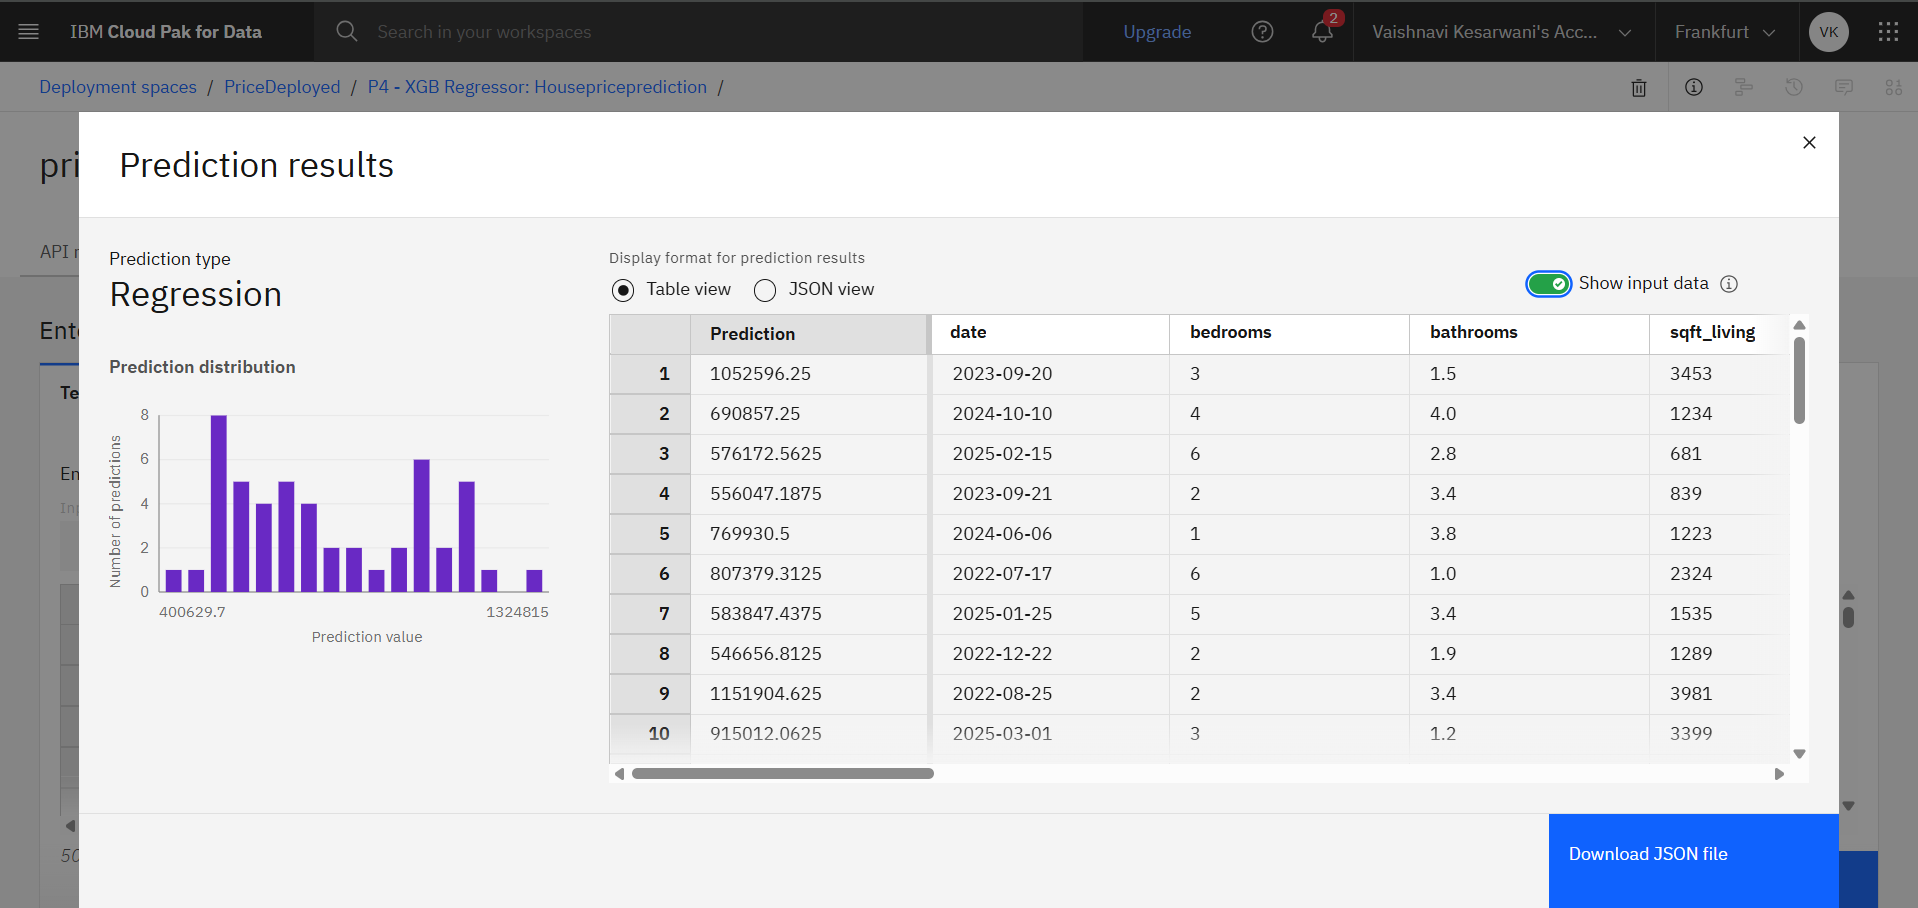 IBM Cloud Pak for Data
Search in your workspaces
Upgrade
2
Vaishnavi Kesarwani's Acc...
Frankfurt
VK
Deployment spaces / PriceDeployed / P4 - XGB Regressor: Housepriceprediction /
pri
Prediction results
API r
Prediction type
Regression
Display format for prediction results
Table view
JSON view
Show input data
Ente
Te
En
Inp
50
Prediction distribution
Number of predictions
8
6
4
2
0
400629.7 1324815
Prediction value
Prediction date bedrooms bathrooms sqft_living
1 1052596.25 2023-09-20 3 1.5 3453
2 690857.25 2024-10-10 4 4.0 1234
3 576172.5625 2025-02-15 6 2.8 681
4 556047.1875 2023-09-21 2 3.4 839
5 769930.5 2024-06-06 1 3.8 1223
6 807379.3125 2022-07-17 6 1.0 2324
7 583847.4375 2025-01-25 5 3.4 1535
8 546656.8125 2022-12-22 2 1.9 1289
9 1151904.625 2022-08-25 2 3.4 3981
10 915012.0625 2025-03-01 3 1.2 3399
Download JSON file